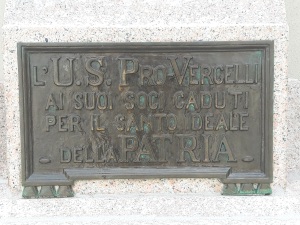 L'U.S. PRO-VERCELLI
AI SUOI SOCI CADUTI
PER IL SANTO IDEALE
- DELLA PATRIA -